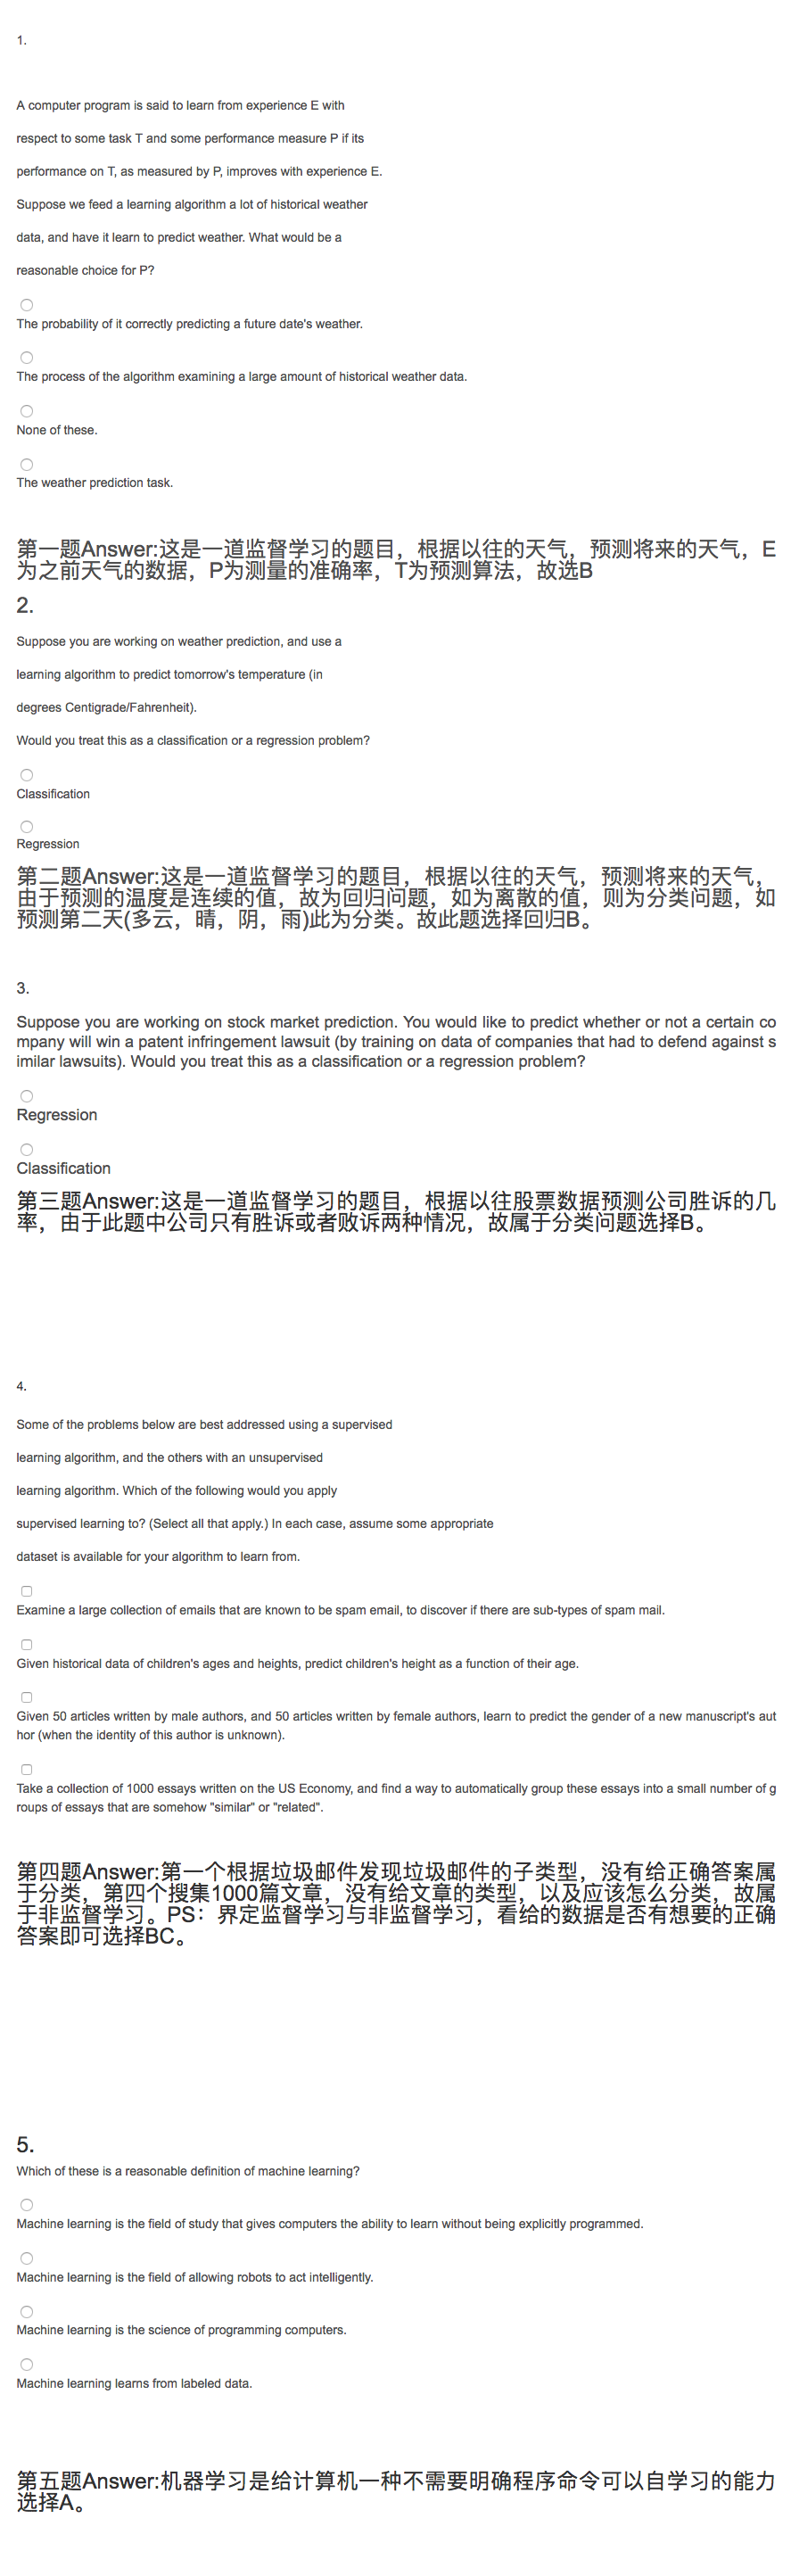 1.
A computer program is said to learn from experience E with
respect to some task T and some performance measure P if its
performance on T, as measured by P, improves with experience E.
Suppose we feed a learning algorithm a lot of historical weather
data, and have it learn to predict weather. What would be a
reasonable choice for P?
The probability of it correctly predicting a future date's weather.
The process of the algorithm examining a large amount of historical weather data.
None of these.
The weather prediction task.
第一题Answer:这是一道监督学习的题目，根据以往的天气，预测将来的天气，E
为之前天气的数据，P为测量的准确率，T为预测算法，故选B
2.
Suppose you are working on weather prediction, and use a
learning algorithm to predict tomorrow's temperature (in
degrees Centigrade/Fahrenheit).
Would you treat this as a classification or a regression problem?
Classification
Regression
第二题Answer:这是一道监督学习的题目，根据以往的天气，预测将来的天气，
由于预测的温度是连续的值，故为回归问题，如为离散的值，则为分类问题，如
预测第二天(多云，晴，阴，雨)此为分类。故此题选择回归B。
3.
Suppose you are working on stock market prediction. You would like to predict whether or not a certain co
mpany will win a patent infringement lawsuit (by training on data of companies that had to defend against s
imilar lawsuits). Would you treat this as a classification or a regression problem?
Regression
Classification
第三题Answer:这是一道监督学习的题目，根据以往股票数据预测公司胜诉的几
率，由于此题中公司只有胜诉或者败诉两种情况，故属于分类问题选择B。
4.
Some of the problems below are best addressed using a supervised
learning algorithm, and the others with an unsupervised
learning algorithm. Which of the following would you apply
supervised learning to? (Select all that apply.) In each case, assume some appropriate
dataset is available for your algorithm to learn from.
Examine a large collection of emails that are known to be spam email, to discover if there are sub-types of spam mail.
Given historical data of children's ages and heights, predict children's height as a function of their age.
Given 50 articles written by male authors, and 50 articles written by female authors, learn to predict the gender of a new manuscript's aut
hor (when the identity of this author is unknown).
Take a collection of 1000 essays written on the US Economy, and find a way to automatically group these essays into a small number of g
roups of essays that are somehow "similar" or "related".
第四题Answer:第一个根据垃圾邮件发现垃圾邮件的子类型，没有给正确答案属
于分类，第四个搜集1000篇文章，没有给文章的类型，以及应该怎么分类，故属
于非监督学习。PS：界定监督学习与非监督学习，看给的数据是否有想要的正确
答案即可选择BC。
5.
Which of these is a reasonable definition of machine learning?
Machine learning is the field of study that gives computers the ability to learn without being explicitly programmed.
Machine learning is the field of allowing robots to act intelligently.
Machine learning is the science of programming computers.
Machine learning learns from labeled data.
第五题Answer:机器学习是给计算机一种不需要明确程序命令可以自学习的能力
选择A。